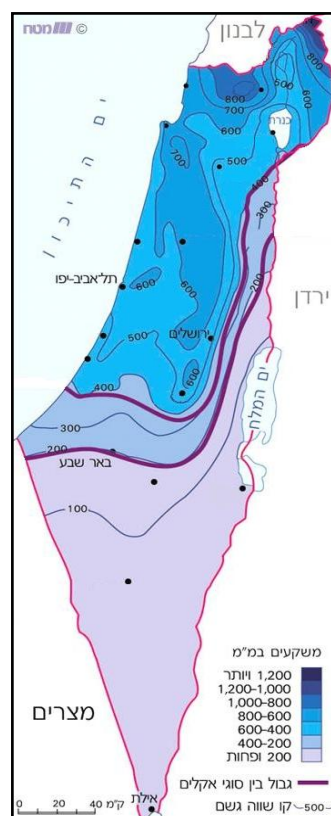 © מטח
לבנון
800
800
700
600
600
600
כנרת
ים התיכון
700
500
400
300
200
ירדן
תל-אביב-יפו
600
600
ירושלים
500
600
ים המלח
400
300
200
באר שבע
100
מצרים
משקעים במ"מ
1,200 ויותר
1,200-1,000
1,000-800
800-600
600-400
400-200
200 ופחות
גבול בין סוגי אקלים
קו שווה גשם -500-
אילת
0 20 40 ק"מ